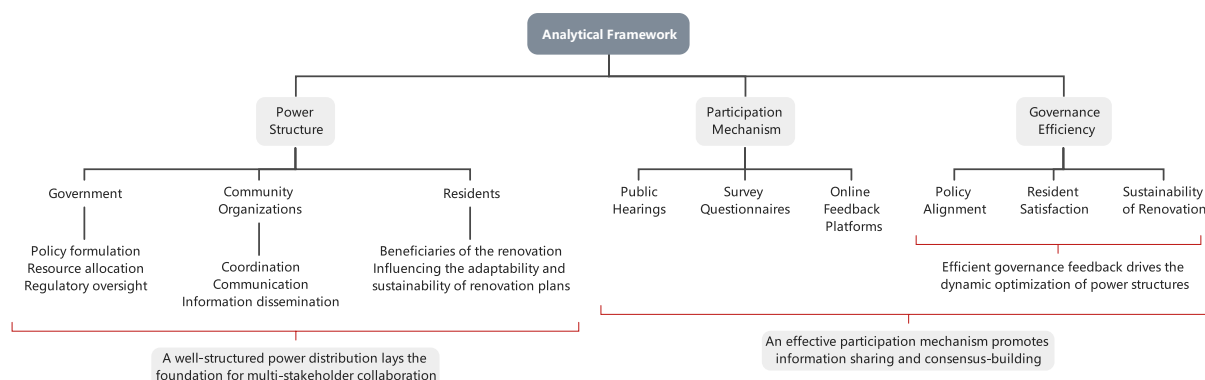 Analytical Framework
Power
Structure
Participation
Mechanism
Governance
Efficiency
Government
Community
Organizations
Residents
Public
Hearings
Survey
Questionnaires
Online
Feedback
Platforms
Policy
Alignment
Resident
Satisfaction
Sustainability
of Renovation
Policy formulation
Resource allocation
Regulatory oversight
Coordination
Communication
Information dissemination
Beneficiaries of the renovation
Influencing the adaptability and
sustainability of renovation plans
Efficient governance feedback drives the
dynamic optimization of power structures
A well-structured power distribution lays the
foundation for multi-stakeholder collaboration
An effective participation mechanism promotes
information sharing and consensus-building